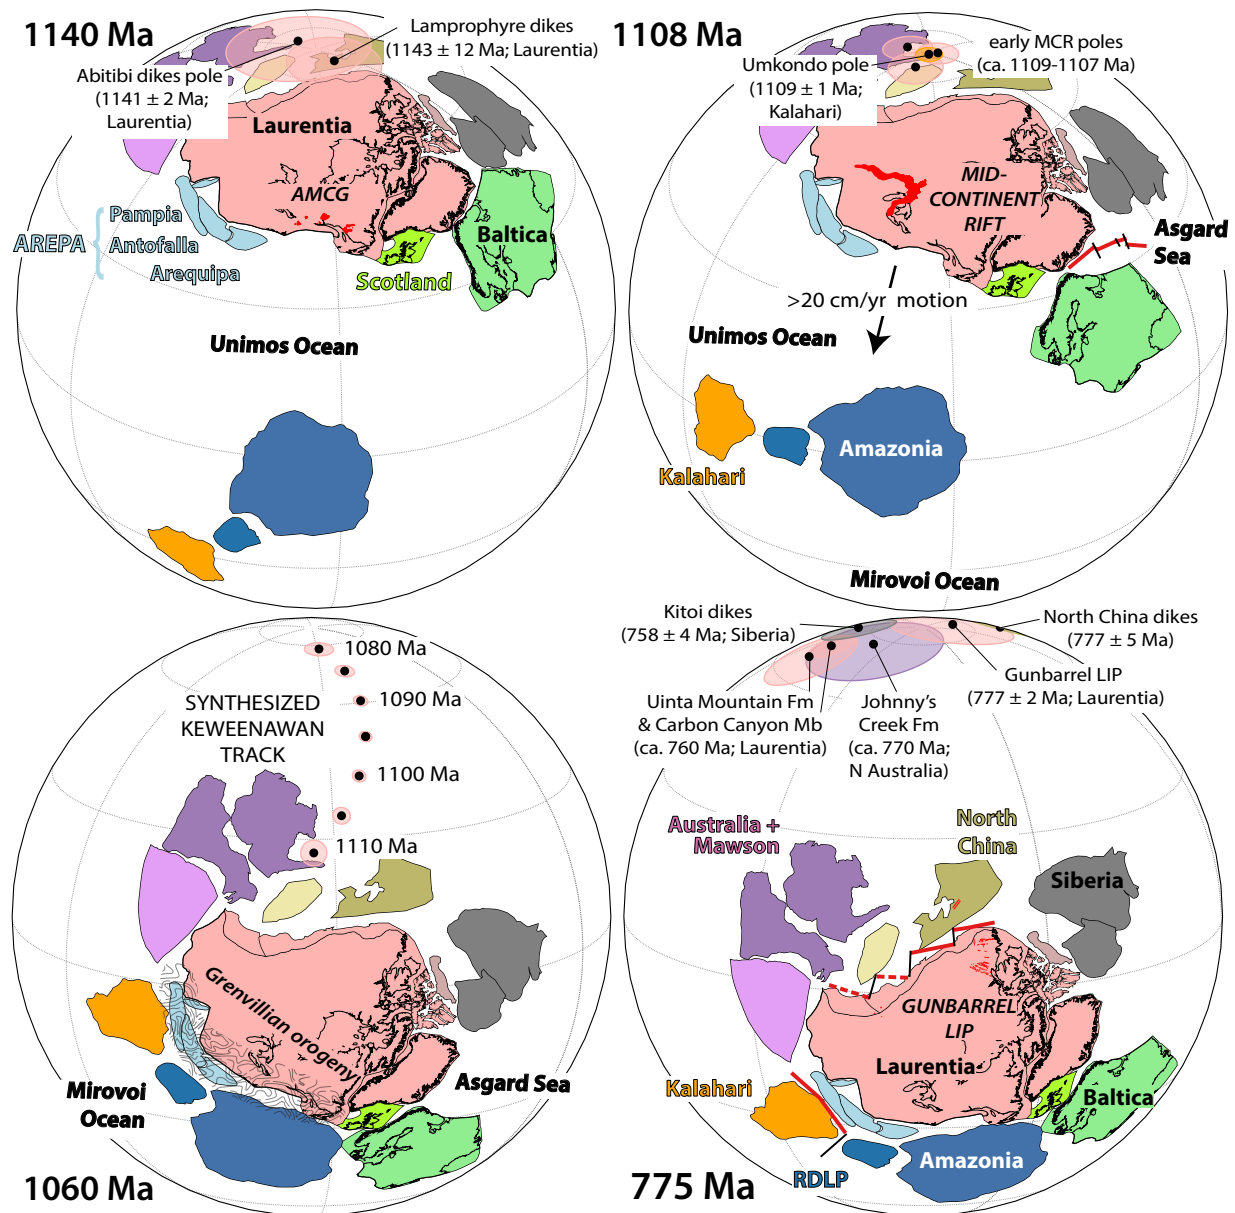 1140 Ma
Lamprophyre dikes
(1143 ± 12 Ma; Laurentia)
Abitibi dikes pole
(1141 ± 2 Ma;
Laurentia)
Laurentia
AMCG
Pampia
AREPA
Antofalla
Arequipa
Baltica
Scotland
Unimos Ocean
1108 Ma
early MCR poles
(ca. 1109-1107 Ma)
Umkondo pole
(1109 ± 1 Ma;
Kalahari)
MID-
CONTINENT
RIFT
Asgard
Sea
>20 cm/yr motion
Unimos Ocean
Kalahari
Amazonia
Mirovoi Ocean
1080 Ma
1090 Ma
SYNTHESIZED
KEWEENAWAN
TRACK
1100 Ma
1110 Ma
Grenvillian orogeny
Mirovoi
Ocean
Asgard Sea
1060 Ma
Kitoi dikes
(758 ± 4 Ma; Siberia)
North China dikes
(777 ± 5 Ma)
Gunbarrel LIP
(777 ± 2 Ma; Laurentia)
Uinta Mountain Fm
& Carbon Canyon Mb
(ca. 760 Ma; Laurentia)
Johnny's
Creek Fm
(ca. 770 Ma;
N Australia)
Australia +
Mawson
North
China
Siberia
GUNBARREL
LIP
Laurentia
Kalahari
Baltica
Amazonia
RDLP
775 Ma